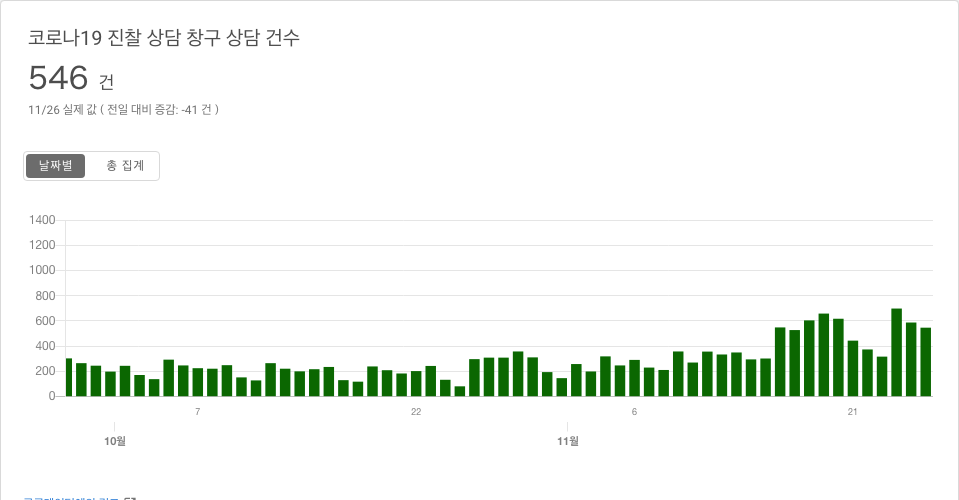 코로나19 진찰 상담 창구 상담 건수
546 건
11/26 실제 값 ( 전일 대비 증감: -41 건 )
날짜별 총 집계
1400
1200
1000
800
600
400
200
0
7 22 6 21
10월 11월